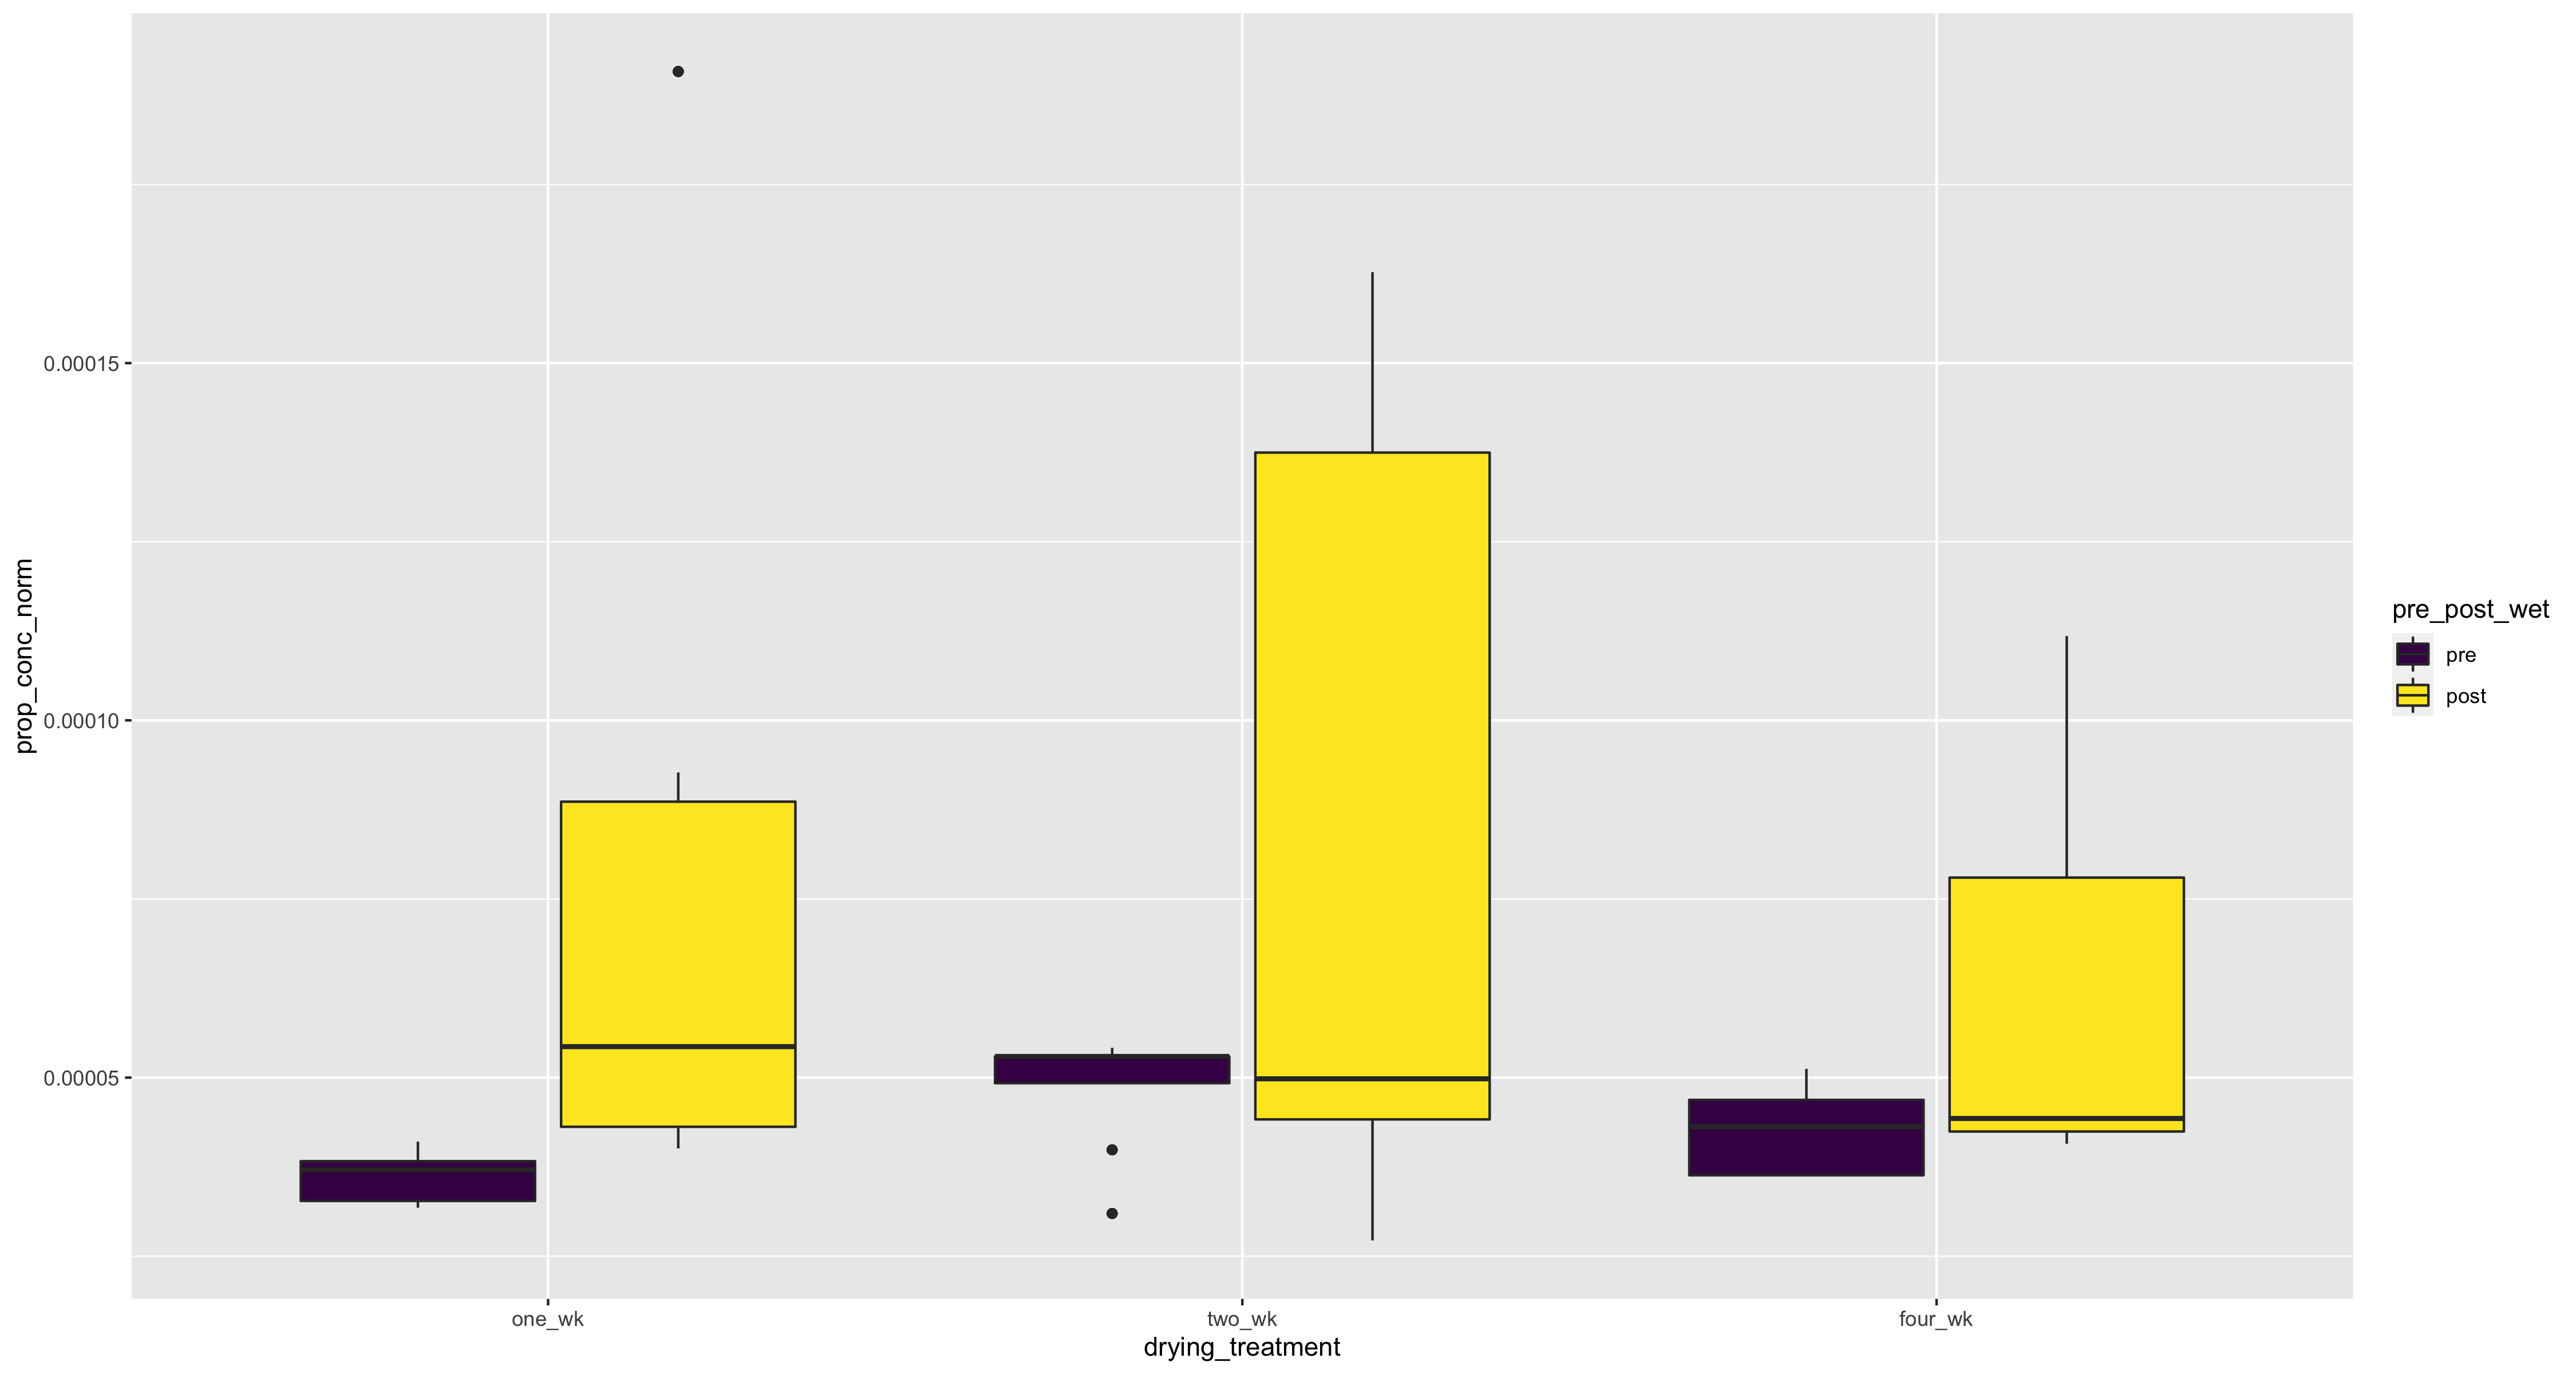 prop_conc_norm
0.00015
0.00010
0.00005
one_wk
two_wk
four_wk
drying_treatment
pre_post_wet
pre
post